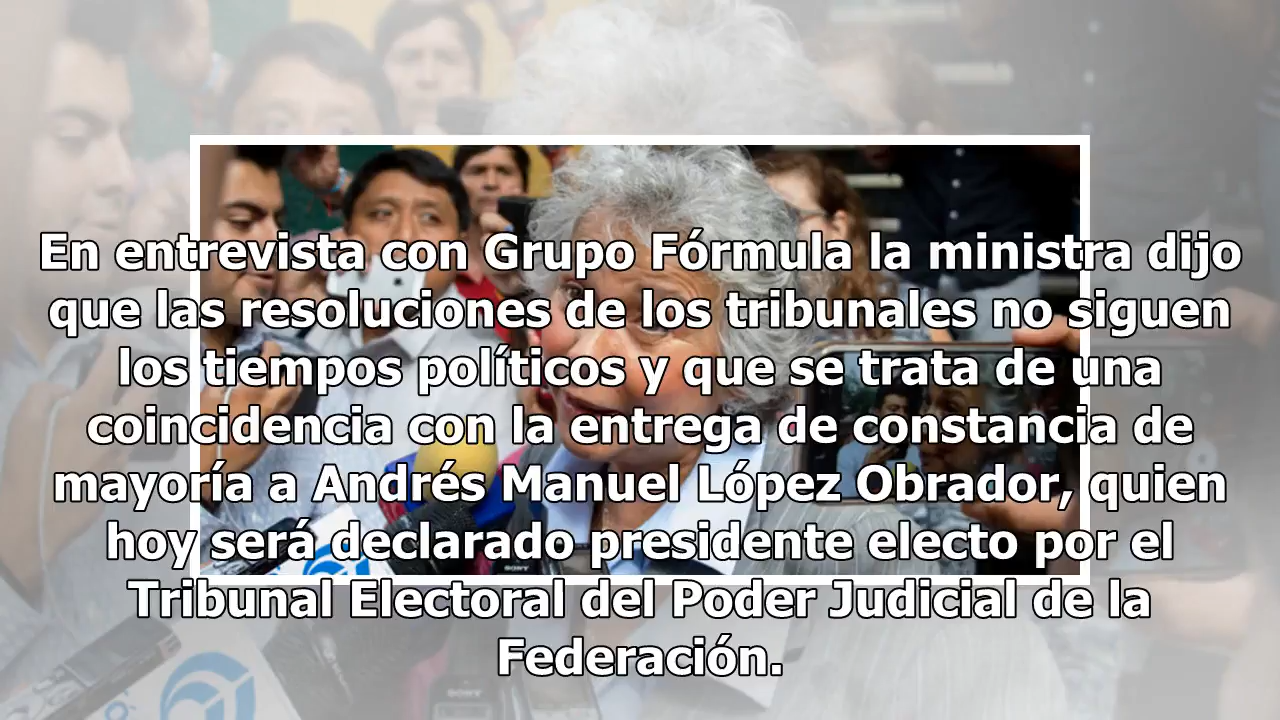 En entrevista con Grupo Fórmula la ministra dijo
que las resoluciones de los tribunales no siguen
los tiempos políticos y que se trata de una
coincidencia con la entrega de constancia de
mayoría a Andrés Manuel López Obrador, quien
hoy será declarado presidente electo por el
Tribunal Electoral del Poder Judicial de la
Federación.
SONY
SONY